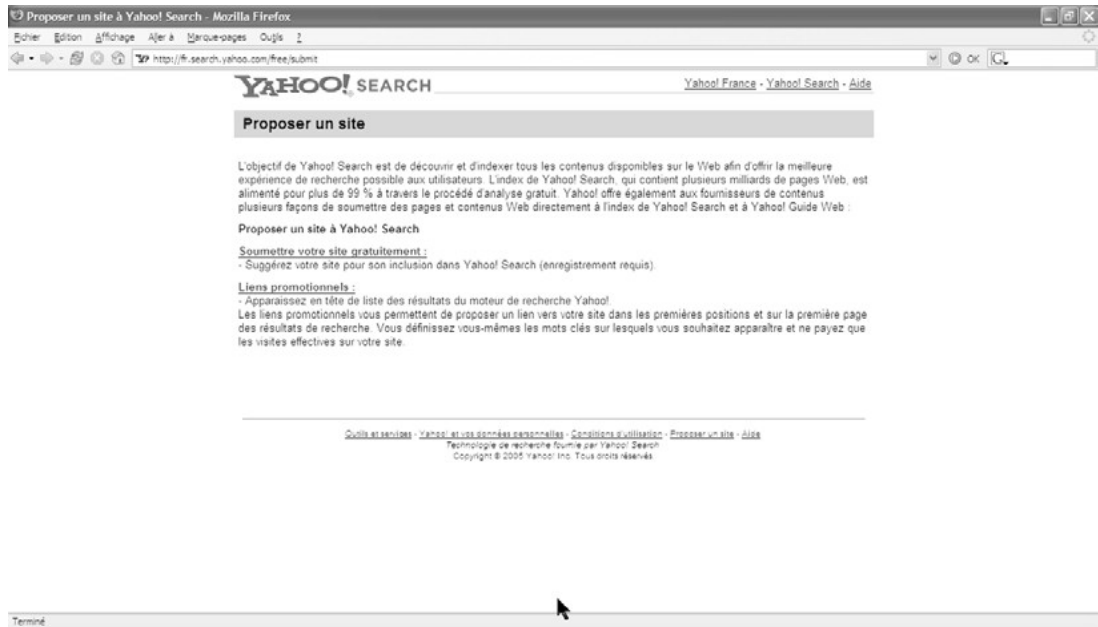 Proposer un site à Yahoo! Search - Mozilla Firefox
Fichier Edition Affichage Aller à Marque-pages Outils ?
http://fr.search.yahoo.com/free/submit OK G
YAHOO! SEARCH Yahoo! France - Yahoo! Search - Aide
Proposer un site
L'objectif de Yahoo! Search est de découvrir et d'indexer tous les contenus disponibles sur le Web afin d'offrir la meilleure
expérience de recherche possible aux utilisateurs. L'index de Yahoo! Search, qui contient plusieurs milliards de pages Web, est
alimenté pour plus de 99 % à travers le procédé d'analyse gratuit. Yahoo! offre également aux fournisseurs de contenus
plusieurs façons de soumettre des pages et contenus Web directement à l'index de Yahoo! Search et à Yahoo! Guide Web :
Proposer un site à Yahoo! Search
Soumettre votre site gratuitement :
- Suggérez votre site pour son inclusion dans Yahoo! Search (enregistrement requis).
Liens promotionnels :
- Apparaissez en tête de liste des résultats du moteur de recherche Yahoo!.
Les liens promotionnels vous permettent de proposer un lien vers votre site dans les premières positions et sur la première page
des résultats de recherche. Vous définissez vous-mêmes les mots clés sur lesquels vous souhaitez apparaître et ne payez que
les visites effectives sur votre site.
Outils et services - Yahoo! et vos données personnelles - Conditions d'utilisation - Proposer un site - Aide
Technologie de recherche fournie par Yahoo! Search
Copyright © 2005 Yahoo! Inc. Tous droits réservés
Terminé